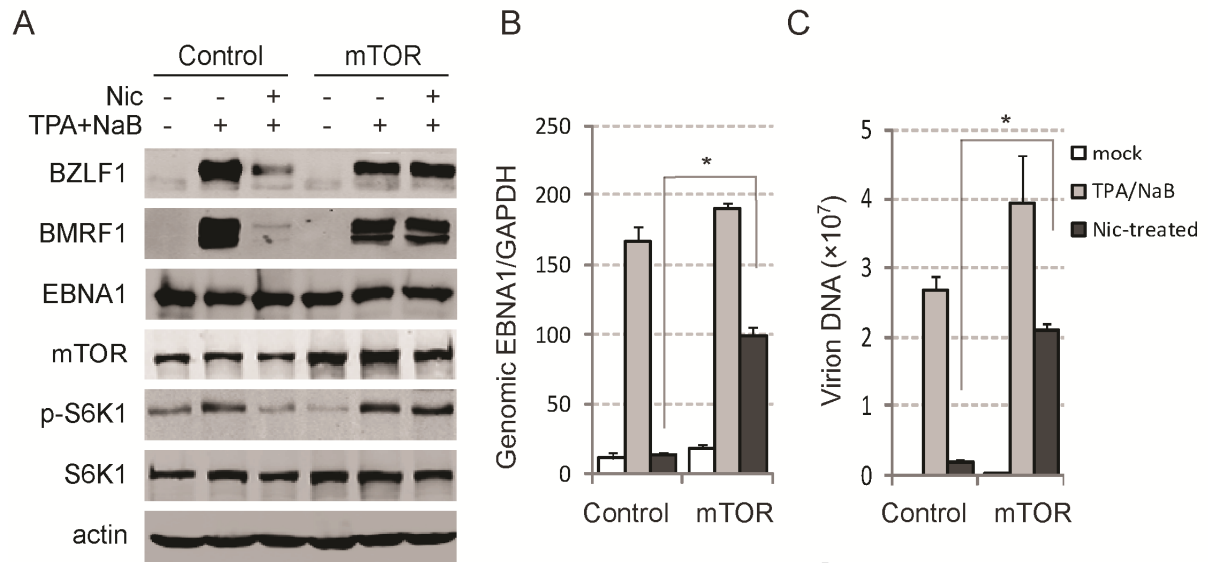 A
Control mTOR
Nic - - + - - +
TPA+NaB - + + - + +
BZLF1
BMRF1
EBNA1
mTOR
p-S6K1
S6K1
actin
B
Genomic EBNA1/GAPDH
250
200
150
100
50
0
*
Control mTOR
C
Virion DNA (×10⁷)
5
4
3
2
1
0
*
Control mTOR
mock
TPA/NaB
Nic-treated